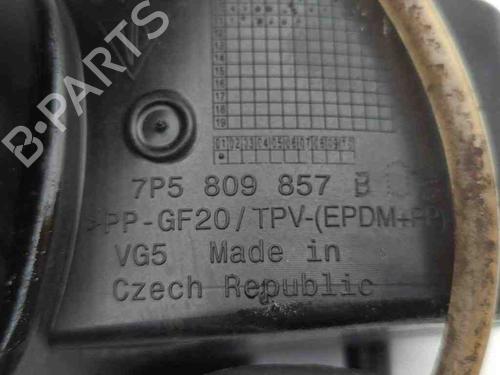 B-PARTS
7P5 809 857 B
>PP-GF20/TPV-(EPDM+PP)
VG5 Made in
Czech Republic